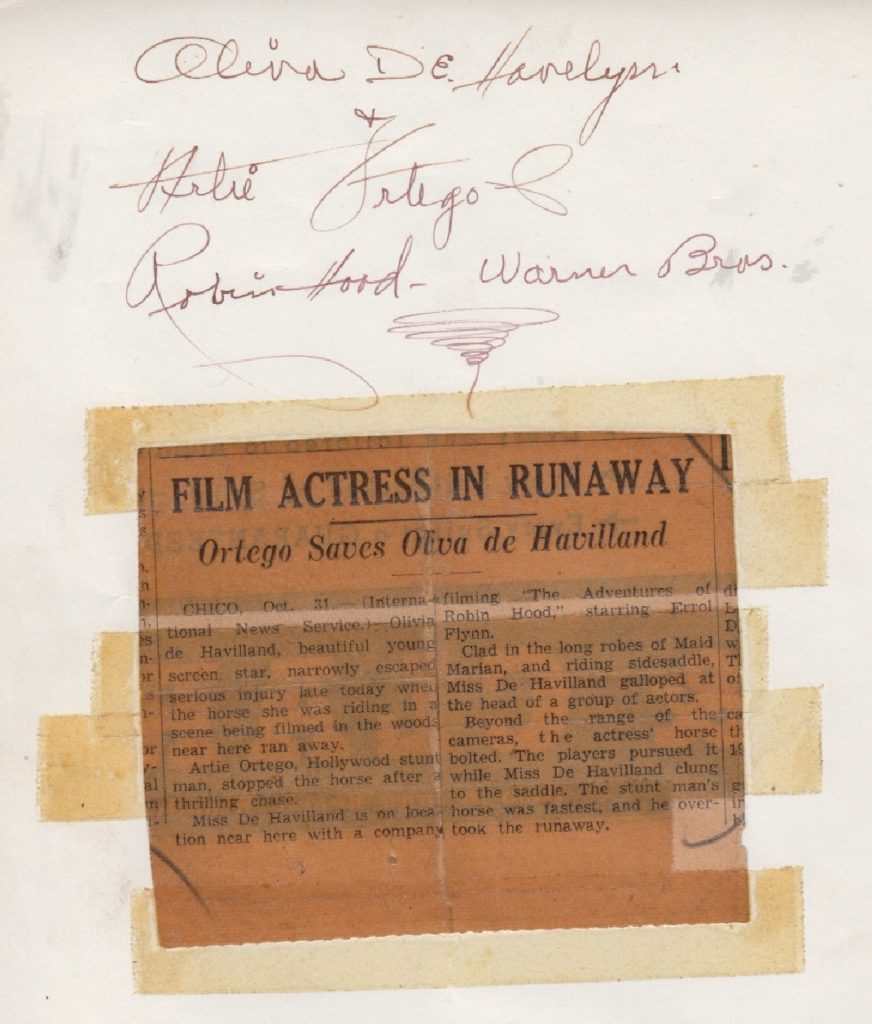 Oliva DE. Havelyn.
&
Artie Ortego
Robin Hood - Warner Bros.
FILM ACTRESS IN RUNAWAY
Ortego Saves Oliva de Havilland
CHICO, Oct. 31.—(Interna-
tional News Service.)—Olivia
de Havilland, beautiful young
screen star, narrowly escaped
serious injury late today when
the horse she was riding in a
scene being filmed in the woods
near here ran away.
Artie Ortego, Hollywood stunt
man, stopped the horse after a
thrilling chase.
Miss De Havilland is on loca-
tion near here with a company
filming "The Adventures of
Robin Hood," starring Errol
Flynn.
Clad in the long robes of Maid
Marian, and riding sidesaddle,
Miss De Havilland galloped at
the head of a group of actors.
Beyond the range of the
cameras, the actress' horse
bolted. The players pursued it
while Miss De Havilland clung
to the saddle. The stunt man's
horse was fastest, and he over-
took the runaway.